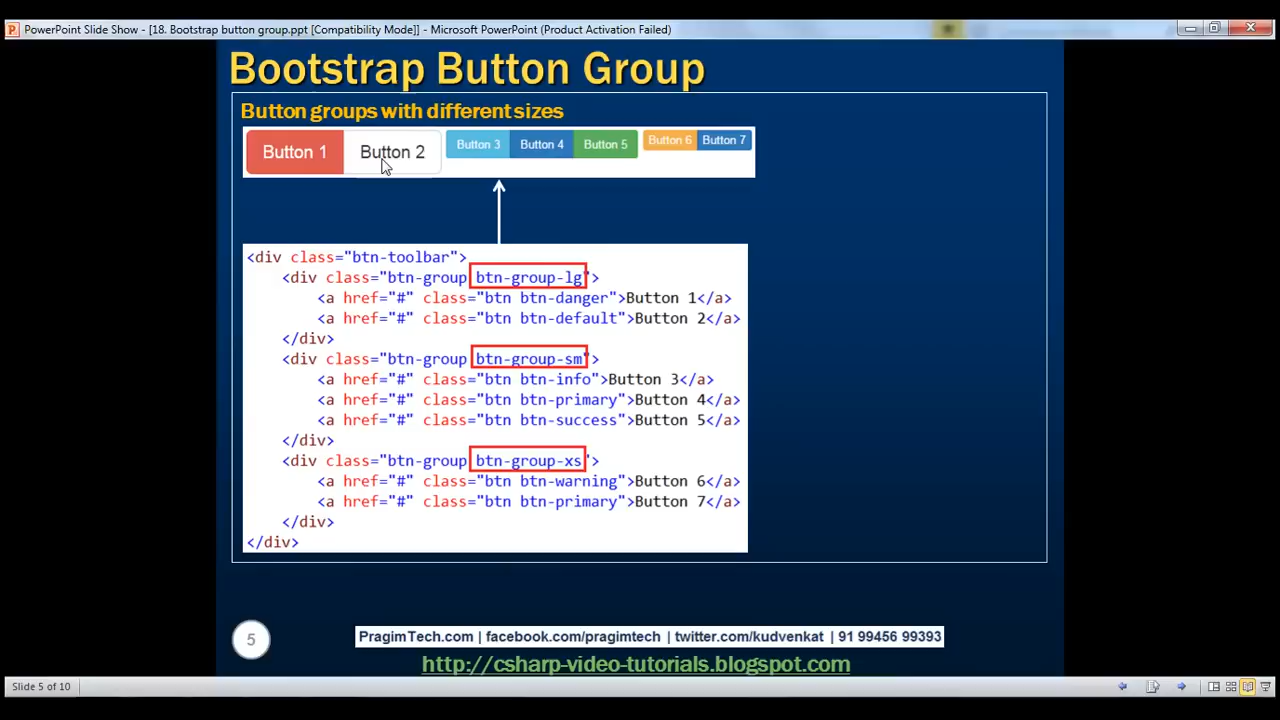 PowerPoint Slide Show - [18. Bootstrap button group.ppt [Compatibility Mode]] - Microsoft PowerPoint (Product Activation Failed)
Bootstrap Button Group
Button groups with different sizes
Button 1 Button 2 Button 3 Button 4 Button 5 Button 6 Button 7
<div class="btn-toolbar">
<div class="btn-group btn-group-lg">
<a href="#" class="btn btn-danger">Button 1</a>
<a href="#" class="btn btn-default">Button 2</a>
</div>
<div class="btn-group btn-group-sm">
<a href="#" class="btn btn-info">Button 3</a>
<a href="#" class="btn btn-primary">Button 4</a>
<a href="#" class="btn btn-success">Button 5</a>
</div>
<div class="btn-group btn-group-xs">
<a href="#" class="btn btn-warning">Button 6</a>
<a href="#" class="btn btn-primary">Button 7</a>
</div>
</div>
5
PragimTech.com | facebook.com/pragimtech | twitter.com/kudvenkat | 91 99456 99393
http://csharp-video-tutorials.blogspot.com
Slide 5 of 10